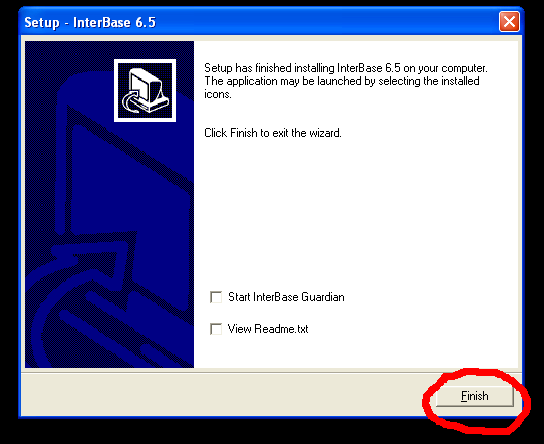 Setup - InterBase 6.5
Setup has finished installing InterBase 6.5 on your computer.
The application may be launched by selecting the installed
icons.
Click Finish to exit the wizard.
Start InterBase Guardian
View Readme.txt
Finish